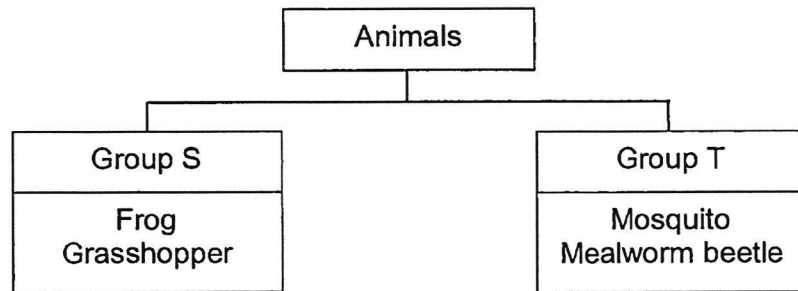 Animals
Group S
Frog
Grasshopper
Group T
Mosquito
Mealworm beetle